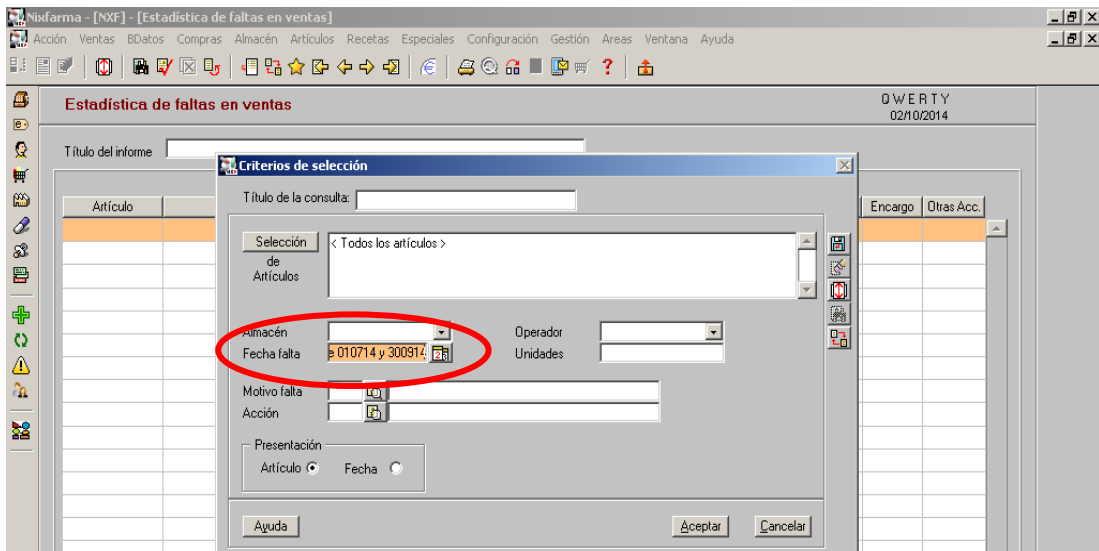 Nixfarma - [NXF] - [Estadística de faltas en ventas]
Acción Ventas BDatos Compras Almacén Artículos Recetas Especiales Configuración Gestión Areas Ventana Ayuda
Estadística de faltas en ventas
QWERTY
02/10/2014
Título del informe
Artículo
Encargo Otras Acc.
Criterios de selección
Título de la consulta:
Selección
de
Artículos
< Todos los artículos >
Almacén
Operador
Fecha falta e 010714 y 300914
Unidades
Motivo falta
Acción
Presentación
Artículo Fecha
Ayuda Aceptar Cancelar